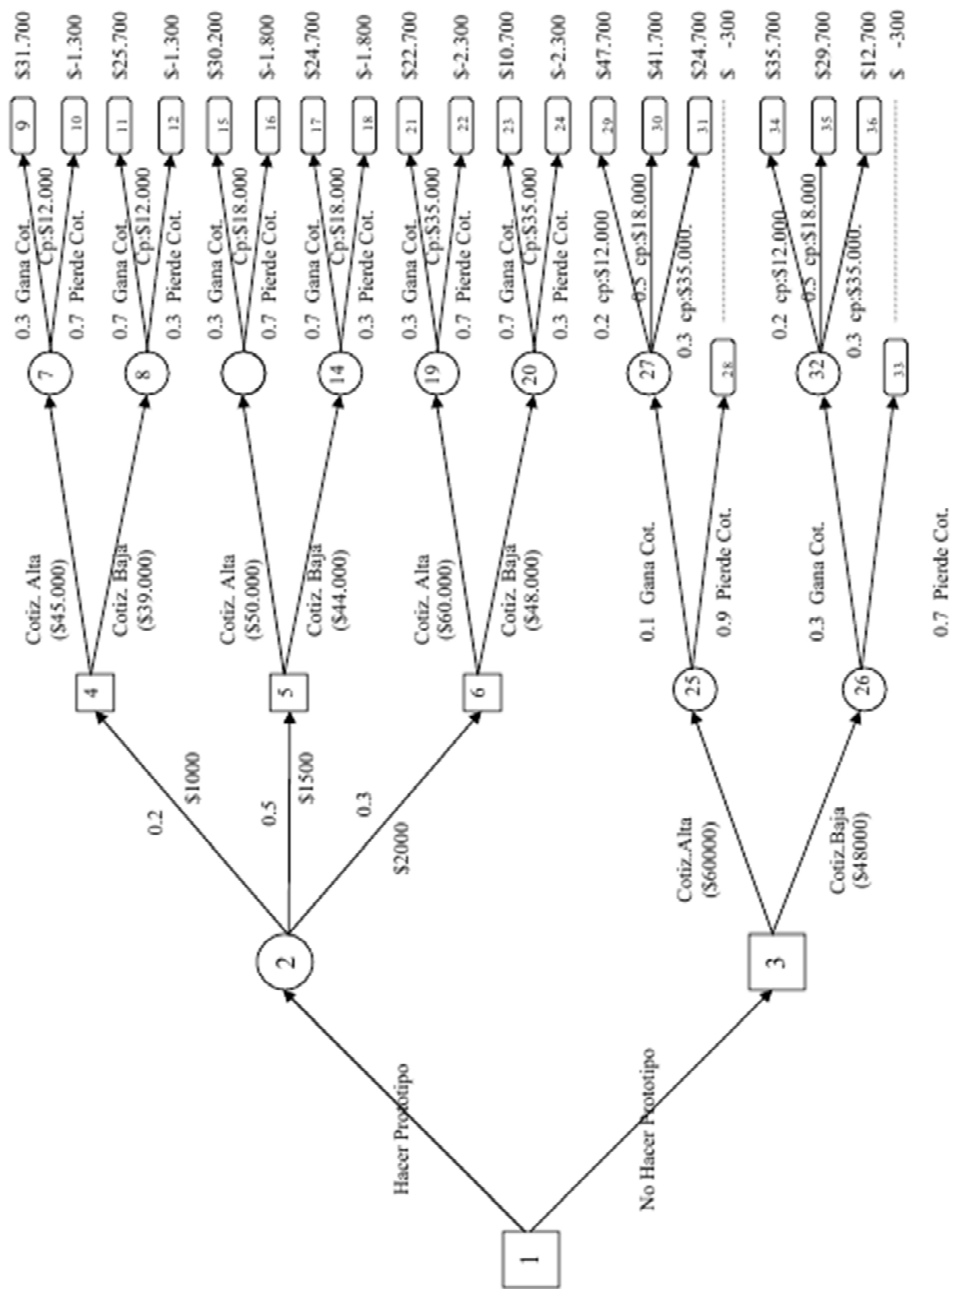 1
Hacer Prototipo
No Hacer Prototipo
2
3
0.2
$1000
0.5
$1500
0.3
$2000
Cotiz.Alta
($60000)
Cotiz.Baja
($48000)
4
5
6
25
26
Cotiz. Alta
($45.000)
Cotiz. Baja
($39.000)
Cotiz. Alta
($50.000)
Cotiz. Baja
($44.000)
Cotiz. Alta
($60.000)
Cotiz. Baja
($48.000)
0.1 Gana Cot.
0.9 Pierde Cot.
0.3 Gana Cot.
0.7 Pierde Cot.
7
8
14
19
20
27
28
32
33
0.3 Gana Cot.
Cp:$12.000
0.7 Pierde Cot.
0.7 Gana Cot.
Cp:$12.000
0.3 Pierde Cot.
0.3 Gana Cot.
Cp:$18.000
0.7 Pierde Cot.
0.7 Gana Cot.
Cp:$18.000
0.3 Pierde Cot.
0.3 Gana Cot.
Cp:$35.000
0.7 Pierde Cot.
0.7 Gana Cot.
Cp:$35.000
0.3 Pierde Cot.
0.2 cp:$12.000
0.5 cp:$18.000
0.3 cp:$35.000.
0.2 cp:$12.000
0.5 cp:$18.000
0.3 cp:$35.000.
9 $31.700
10 $-1.300
11 $25.700
12 $-1.300
15 $30.200
16 $-1.800
17 $24.700
18 $-1.800
21 $22.700
22 $-2.300
23 $10.700
24 $-2.300
29 $47.700
30 $41.700
31 $24.700
$ -300
34 $35.700
35 $29.700
36 $12.700
$ -300